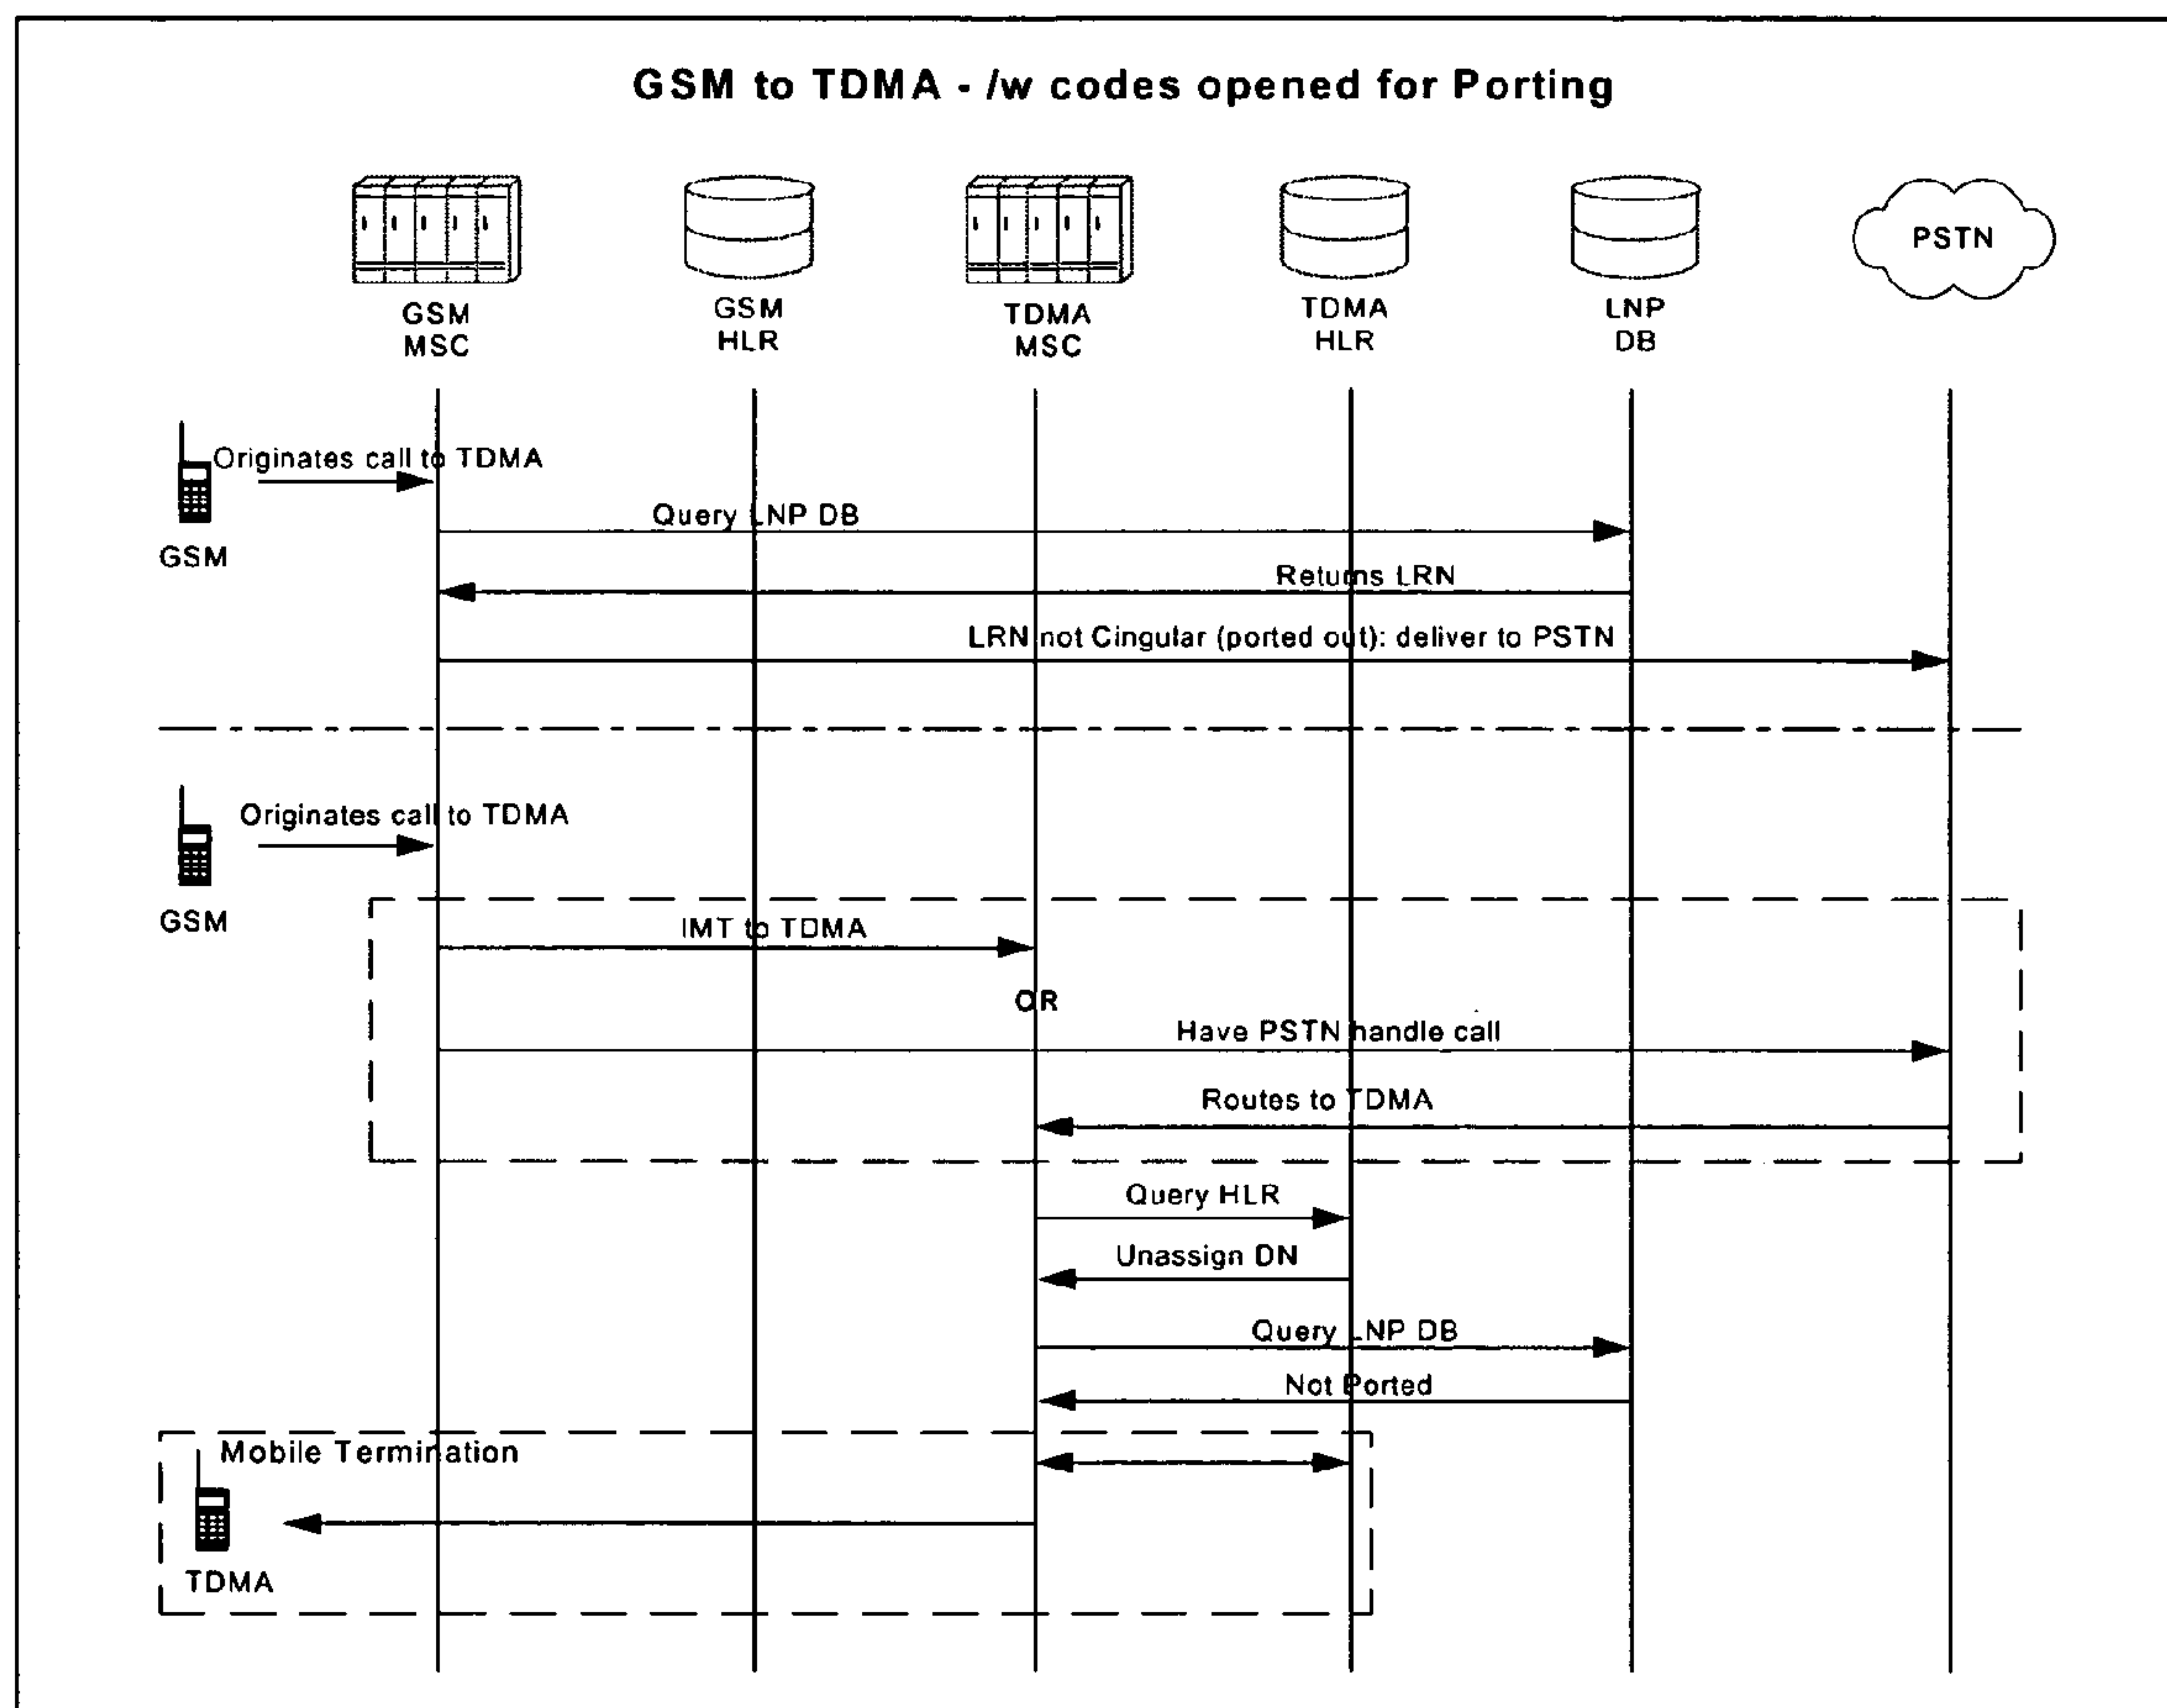 GSM to TDMA - /w codes opened for Porting
GSM
MSC
GSM
HLR
TDMA
MSC
TDMA
HLR
LNP
DB
PSTN
Originates call to TDMA
GSM
Query LNP DB
Returns LRN
LRN not Cingular (ported out): deliver to PSTN
Originates call to TDMA
GSM
IMT to TDMA
OR
Have PSTN handle call
Routes to TDMA
Query HLR
Unassign DN
Query LNP DB
Not Ported
Mobile Termination
TDMA